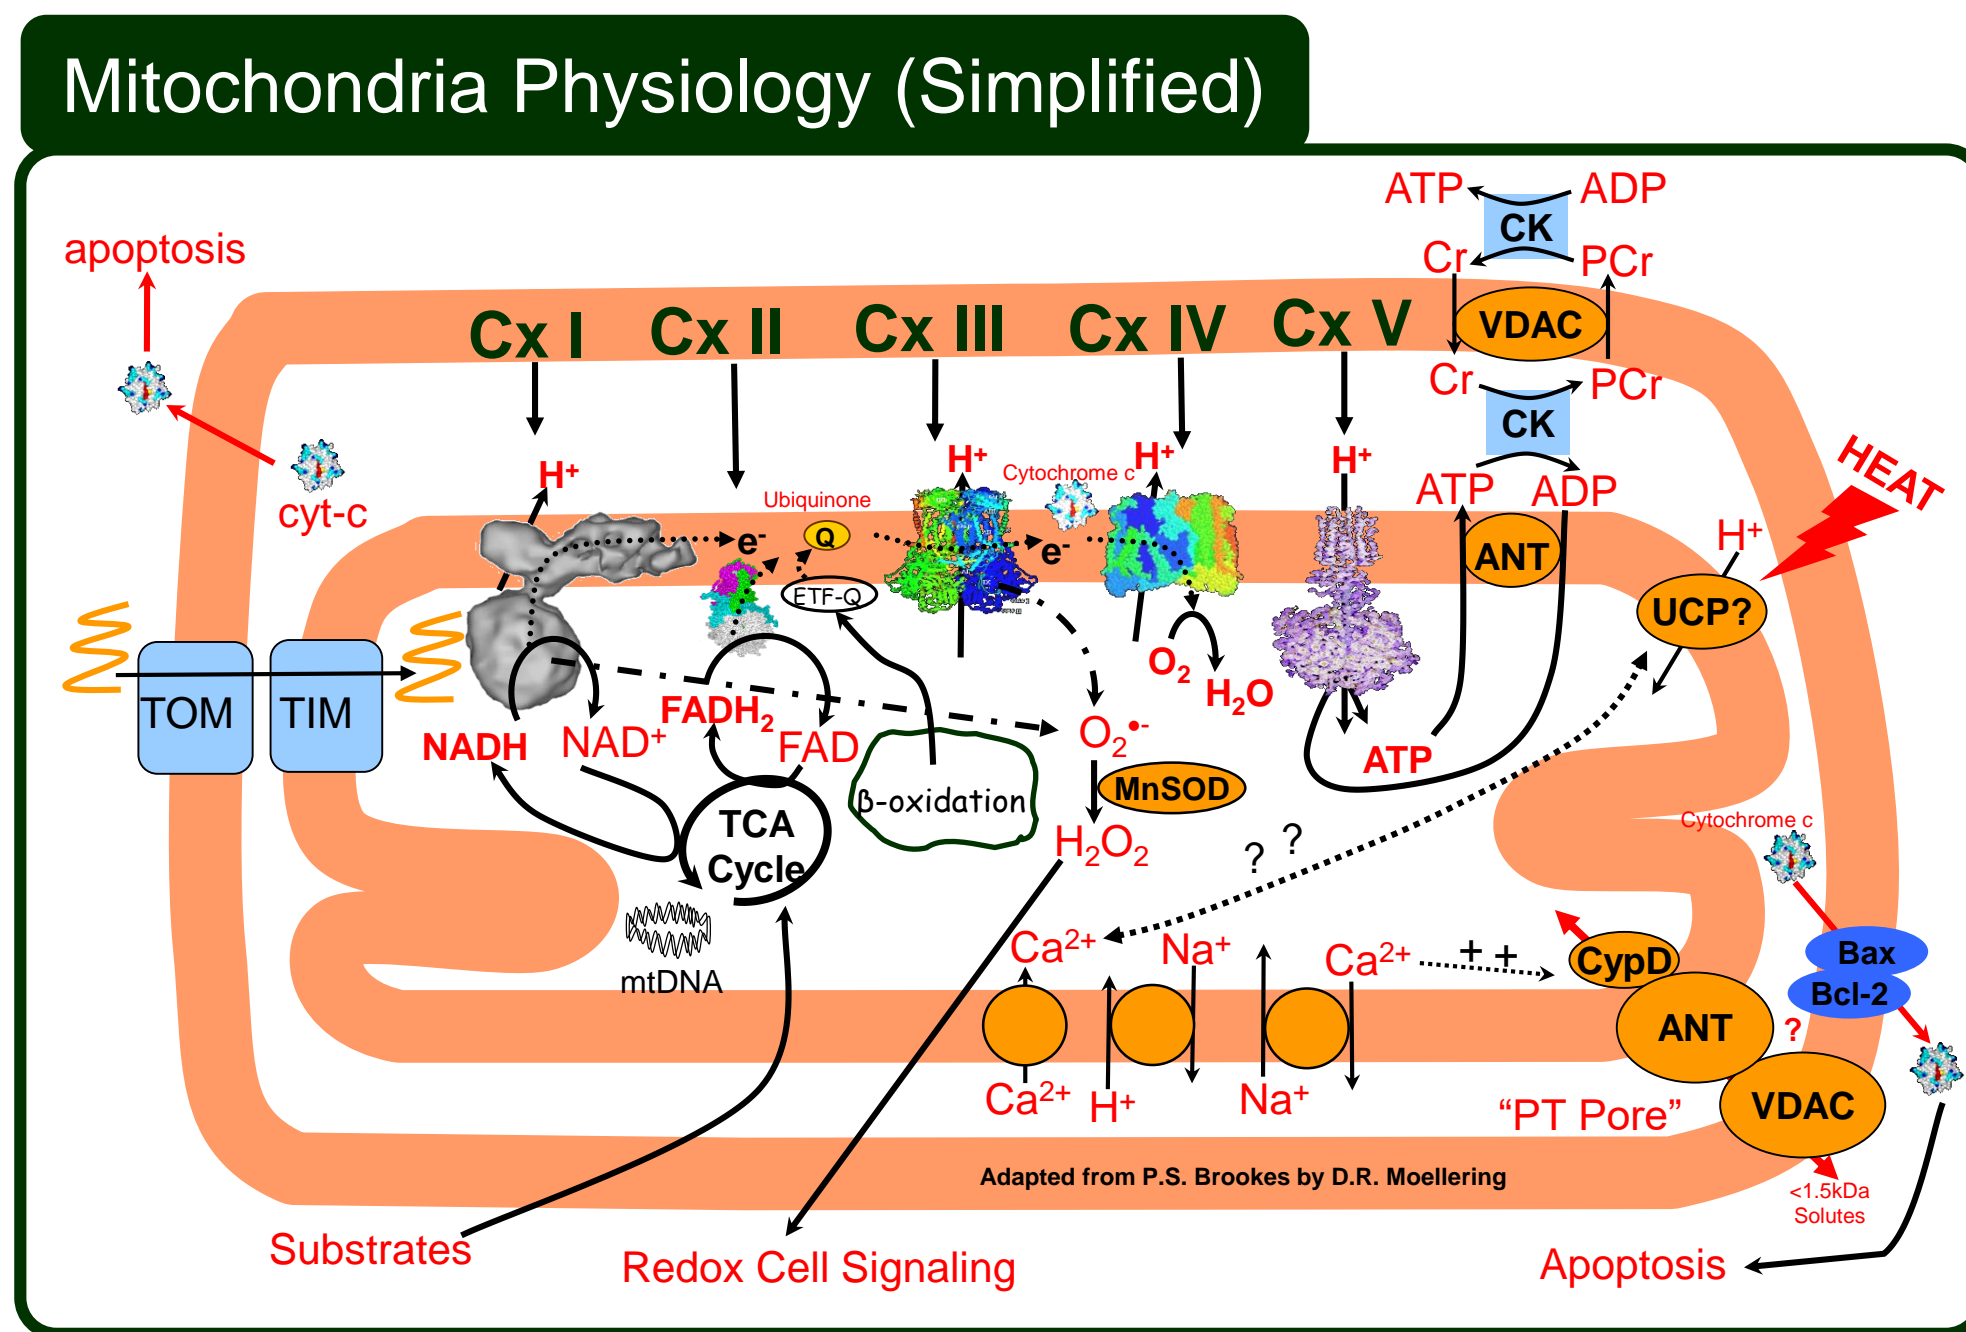 Mitochondria Physiology (Simplified)
ATP
ADP
CK
Cr
PCr
apoptosis
Cx I
Cx II
Cx III
Cx IV
Cx V
VDAC
Cr
PCr
CK
cyt-c
H⁺
Ubiquinone
Q
e⁻
H⁺
Cytochrome c
e⁻
H⁺
H⁺
ATP
ADP
ANT
HEAT
H⁺
UCP?
ETF-Q
TOM
TIM
NADH
NAD⁺
FADH₂
FAD
O₂
H₂O
O₂•⁻
ATP
MnSOD
β-oxidation
TCA
Cycle
H₂O₂
? ?
mtDNA
Cytochrome c
Ca²⁺
Na⁺
Ca²⁺
+ +
CypD
Bax
Bcl-2
ANT
?
Ca²⁺
H⁺
Na⁺
"PT Pore"
VDAC
Adapted from P.S. Brookes by D.R. Moellering
<1.5kDa
Solutes
Substrates
Redox Cell Signaling
Apoptosis